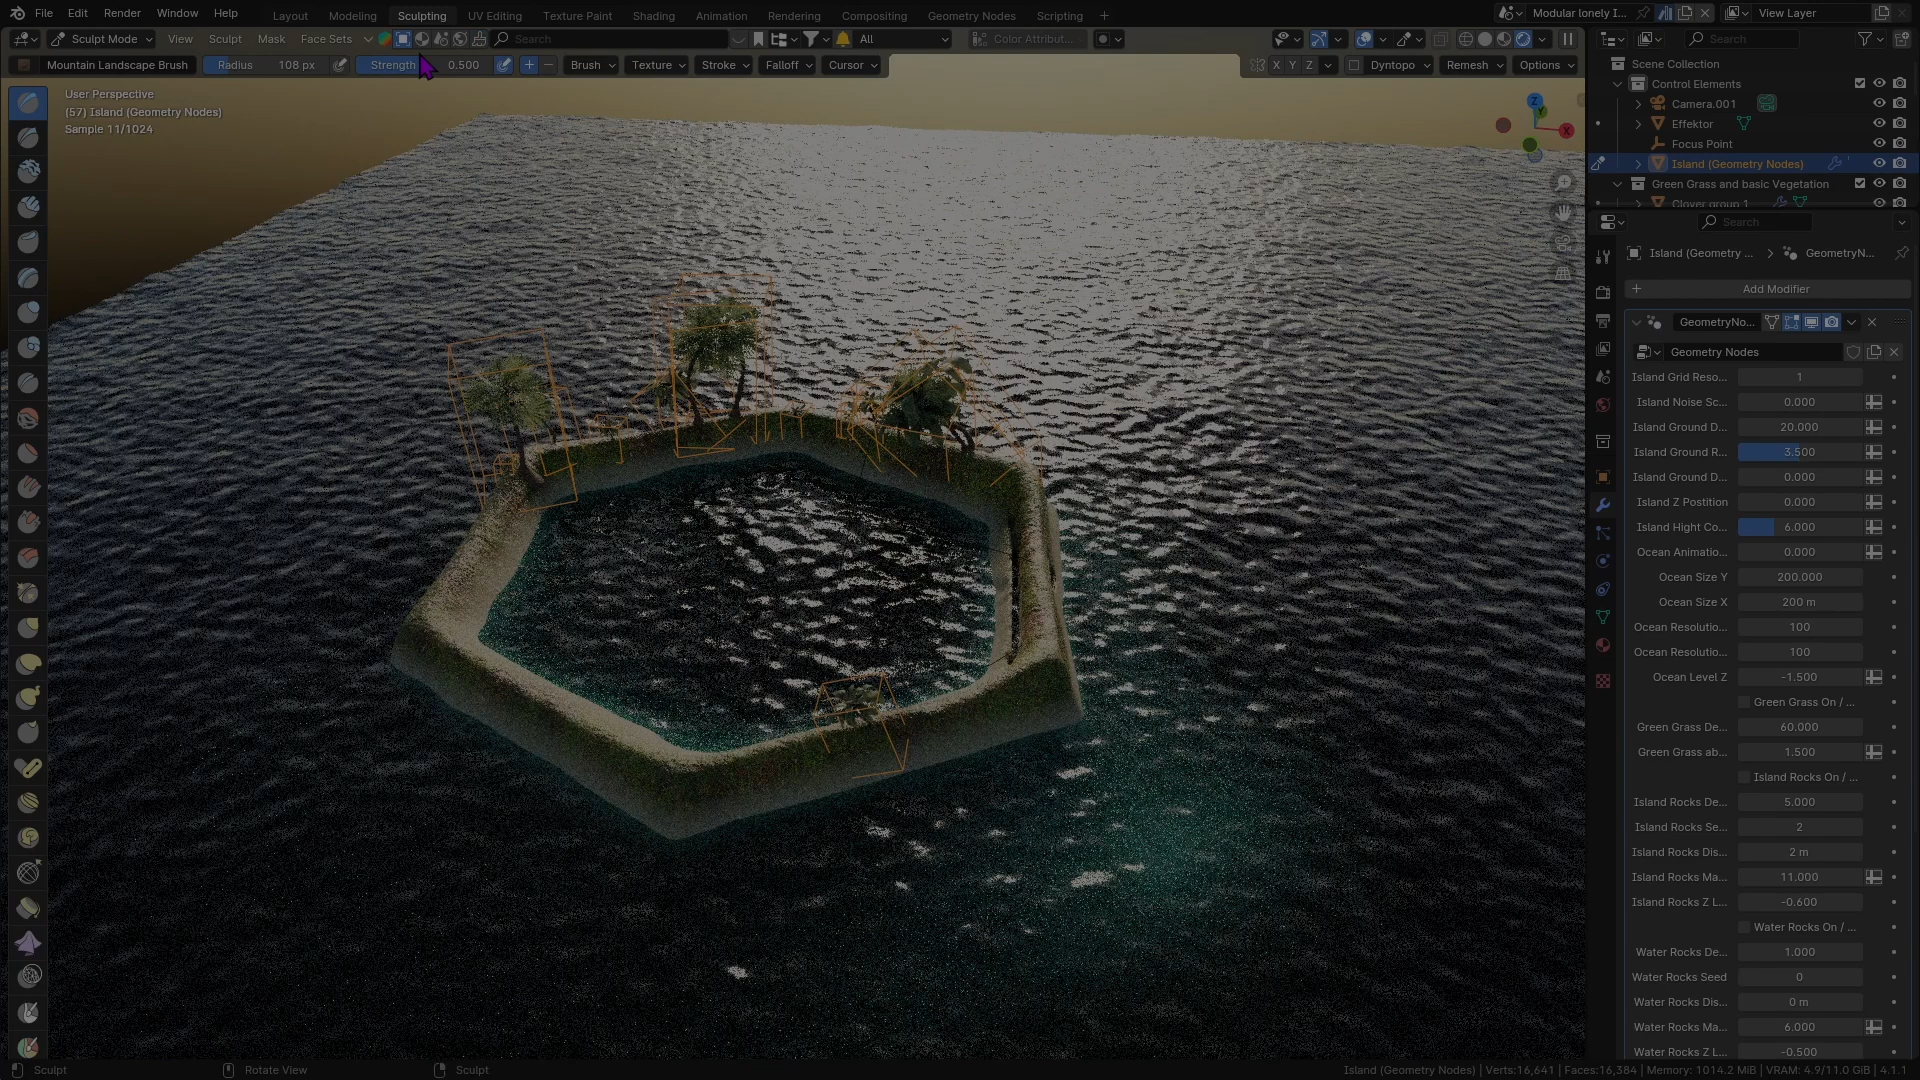 File Edit Render Window Help Layout Modeling Sculpting UV Editing Texture Paint Shading Animation Rendering Compositing Geometry Nodes Scripting + Modular lonely I... View Layer
Sculpt Mode View Sculpt Mask Face Sets Search All Color Attribut...
Mountain Landscape Brush Radius 108 px Strength 0.500 Brush Texture Stroke Falloff Cursor X Y Z Dyntopo Remesh Options
User Perspective
(57) Island (Geometry Nodes)
Sample 11/1024
Z
Y
X
Search
Scene Collection
Control Elements
Camera.001
Effektor
Focus Point
Island (Geometry Nodes)
Green Grass and basic Vegetation
Clover group 1
Search
Island (Geometry ... GeometryN...
Add Modifier
GeometryNo...
Geometry Nodes
Island Grid Reso... 1
Island Noise Sc... 0.000
Island Ground D... 20.000
Island Ground R... 3.500
Island Ground D... 0.000
Island Z Postition 0.000
Island Hight Co... 6.000
Ocean Animatio... 0.000
Ocean Size Y 200.000
Ocean Size X 200 m
Ocean Resolutio... 100
Ocean Resolutio... 100
Ocean Level Z -1.500
Green Grass On / ...
Green Grass De... 60.000
Green Grass ab... 1.500
Island Rocks On / ...
Island Rocks De... 5.000
Island Rocks Se... 2
Island Rocks Dis... 2 m
Island Rocks Ma... 11.000
Island Rocks Z L... -0.600
Water Rocks On / ...
Water Rocks De... 1.000
Water Rocks Seed 0
Water Rocks Dis... 0 m
Water Rocks Ma... 6.000
Water Rocks Z L... -0.500
Sculpt Rotate View Sculpt Island (Geometry Nodes) | Verts:16,641 | Faces:16,384 | Memory: 1014.2 MiB | VRAM: 4.9/11.0 GiB | 4.1.1